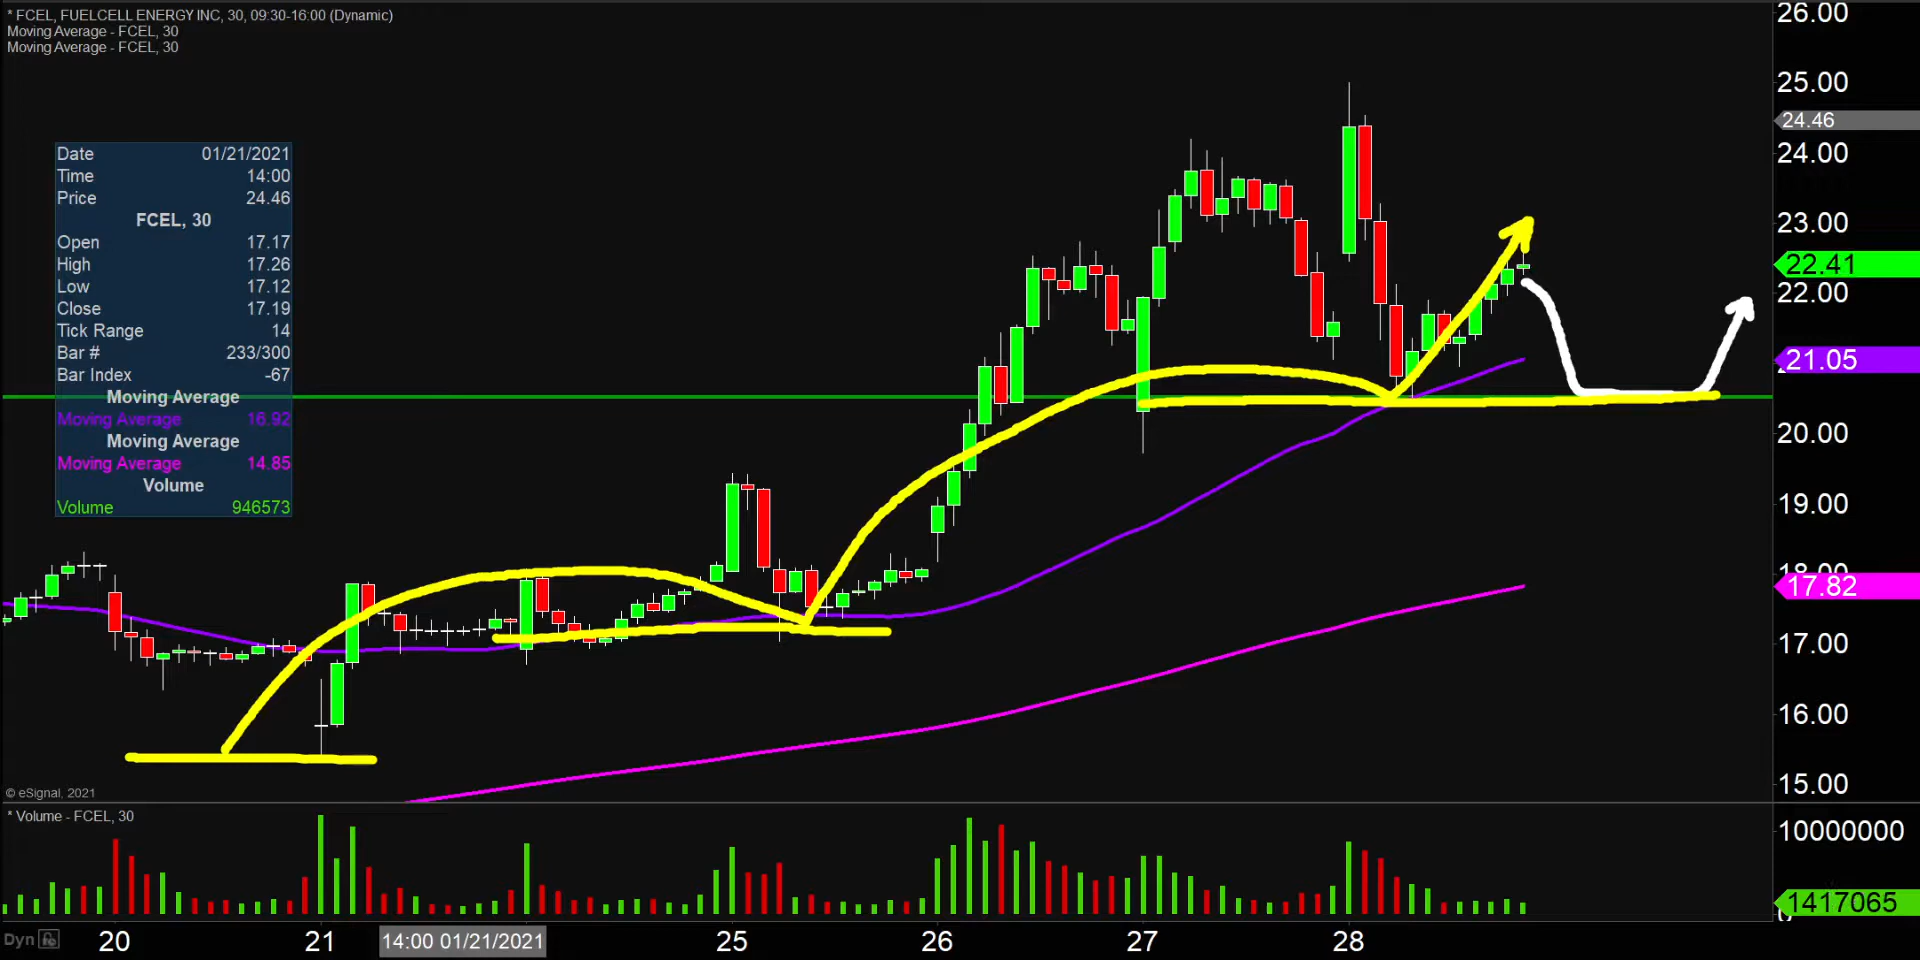 * FCEL, FUELCELL ENERGY INC, 30, 09:30-16:00 (Dynamic)
Moving Average - FCEL, 30
Moving Average - FCEL, 30
Date 01/21/2021
Time 14:00
Price 24.46
FCEL, 30
Open 17.17
High 17.26
Low 17.12
Close 17.19
Tick Range 14
Bar # 233/300
Bar Index -67
Moving Average
Moving Average 16.92
Moving Average
Moving Average 14.85
Volume
Volume 946573
26.00
25.00
24.46
24.00
23.00
22.41
22.00
21.05
20.00
19.00
18.00
17.82
17.00
16.00
15.00
© eSignal, 2021
* Volume - FCEL, 30
10000000
1417065
0
Dyn 20 21 14:00 01/21/2021 25 26 27 28